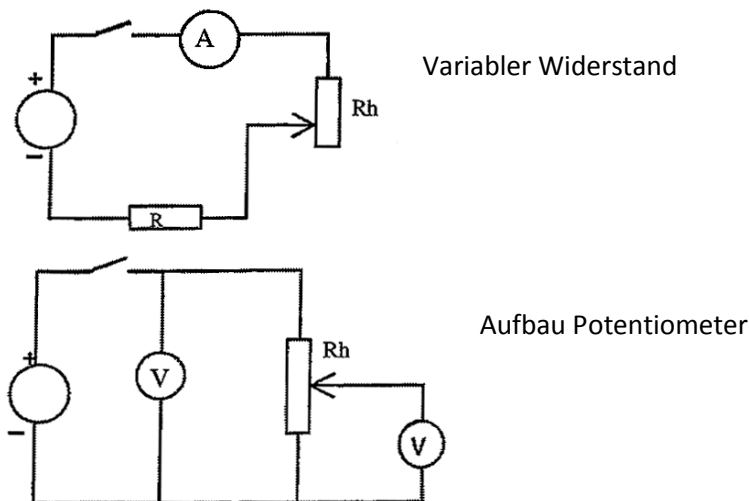 A
Variabler Widerstand
+
Rh
−
R
Aufbau Potentiometer
Rh
+
V
−
V